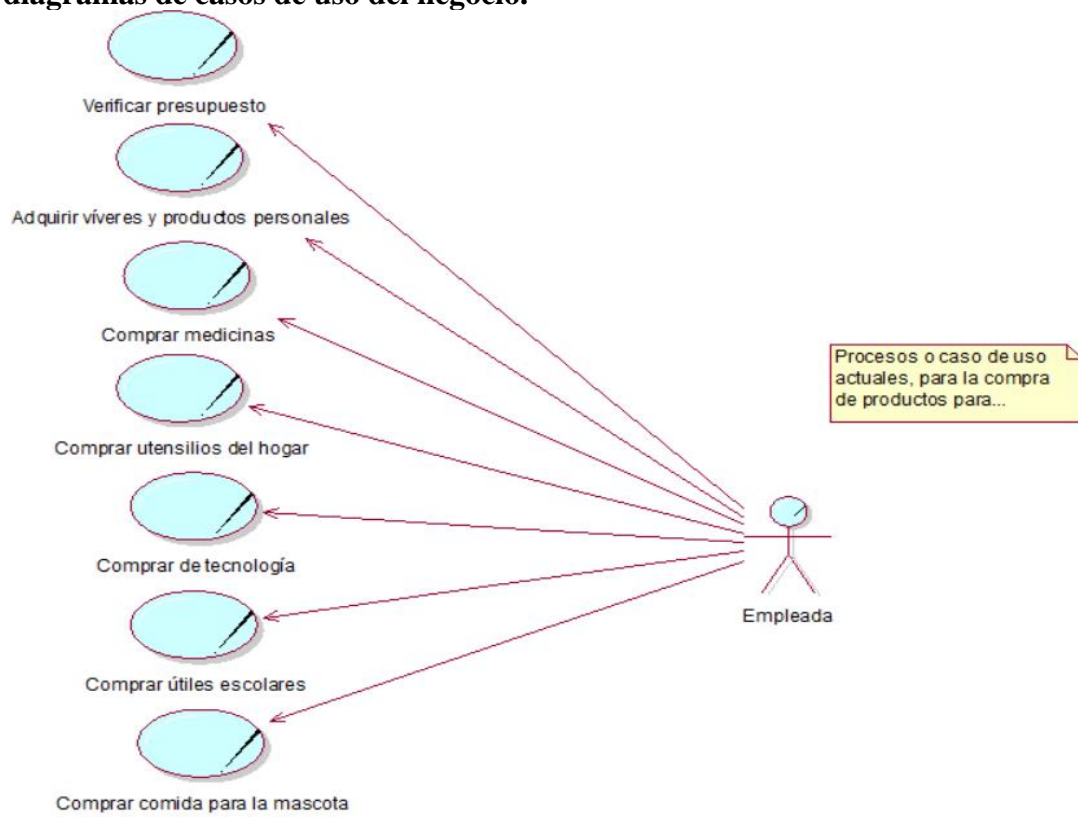 diagramas de casos de uso del negocio.
Verificar presupuesto
Adquirir víveres y productos personales
Comprar medicinas
Comprar utensilios del hogar
Comprar de tecnología
Comprar útiles escolares
Comprar comida para la mascota
Procesos o caso de uso
actuales, para la compra
de productos para...
Empleada